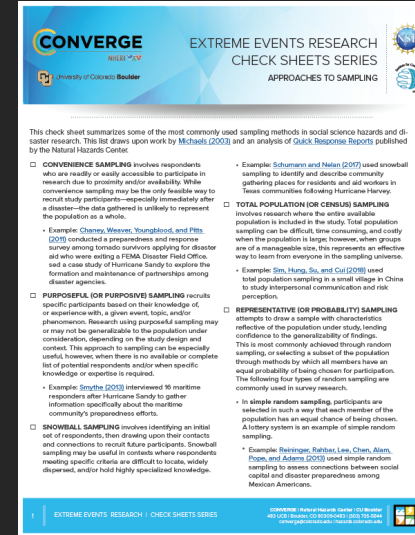 CONVERGE
University of Colorado Boulder
EXTREME EVENTS RESEARCH
CHECK SHEETS SERIES
APPROACHES TO SAMPLING
This check sheet summarizes some of the most commonly used sampling methods in social science hazards and di-
saster research. This list draws upon work by Michaels (2003) and an analysis of Quick Response Reports published
by the Natural Hazards Center.
☐ CONVENIENCE SAMPLING involves respondents
who are readily or easily accessible to participate in
research due to proximity and/or availability. While
convenience sampling may be the only feasible way to
recruit study participants—especially immediately after
a disaster—the data gathered is unlikely to represent
the population as a whole.
• Example: Chaney, Weaver, Youngblood, and Pitts
(2011) conducted a preparedness and response
survey among tornado survivors applying for disaster
aid who were exiting a FEMA Disaster Field Office.
sed a case study of Hurricane Sandy to explore the
formation and maintenance of partnerships among
disaster agencies.
☐ PURPOSEFUL (OR PURPOSIVE) SAMPLING recruits
specific participants based on their knowledge of,
or experience with, a given event, topic, and/or
phenomenon. Research using purposeful sampling may
or may not be generalizable to the population under
consideration, depending on the study design and
context. This approach to sampling can be especially
useful, however, when there is no available or complete
list of potential respondents and/or when specific
knowledge or expertise is required.
• Example: Smythe (2013) interviewed 16 maritime
responders after Hurricane Sandy to gather
information specifically about the maritime
community's preparedness efforts.
☐ SNOWBALL SAMPLING involves identifying an initial
set of respondents, then drawing upon their contacts
and connections to recruit future participants. Snowball
sampling may be useful in contexts where respondents
meeting specific criteria are difficult to locate, widely
dispersed, and/or hold highly specialized knowledge.
• Example: Schumann and Nelan (2017) used snowball
sampling to identify and describe community
gathering places for residents and aid workers in
Texas communities following Hurricane Harvey.
☐ TOTAL POPULATION (OR CENSUS) SAMPLING
involves research where the entire available
population is included in the study. Total population
sampling can be difficult, time consuming, and costly
when the population is large; however, when groups
are of a manageable size, this represents an effective
way to learn from everyone in the sampling universe.
• Example: Sim, Hung, Su, and Cui (2018) used
total population sampling in a small village in China
to study interpersonal communication and risk
perception.
☐ REPRESENTATIVE (OR PROBABILITY) SAMPLING
attempts to draw a sample with characteristics
reflective of the population under study, lending
confidence to the generalizability of findings.
This is most commonly achieved through random
sampling, or selecting a subset of the population
through methods by which all members have an
equal probability of being chosen for participation.
The following four types of random sampling are
commonly used in survey research.
• In simple random sampling, participants are
selected in such a way that each member of the
population has an equal chance of being chosen.
A lottery system is an example of simple random
sampling.
* Example: Reininger, Rahbar, Lee, Chen, Alam,
Pope, and Adams (2013) used simple random
sampling to assess connections between social
capital and disaster preparedness among
Mexican Americans.
1 | EXTREME EVENTS RESEARCH | CHECK SHEETS SERIES
CONVERGE | Natural Hazards Center | CU Boulder